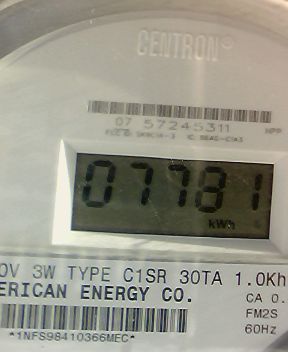 CENTRON®
07 57245311
HPP
07781
kWh
0V 3W TYPE C1SR 30TA 1.0Kh
ERICAN ENERGY CO.
CA 0.
FM2S
60Hz
*1NFS98410366MEC*